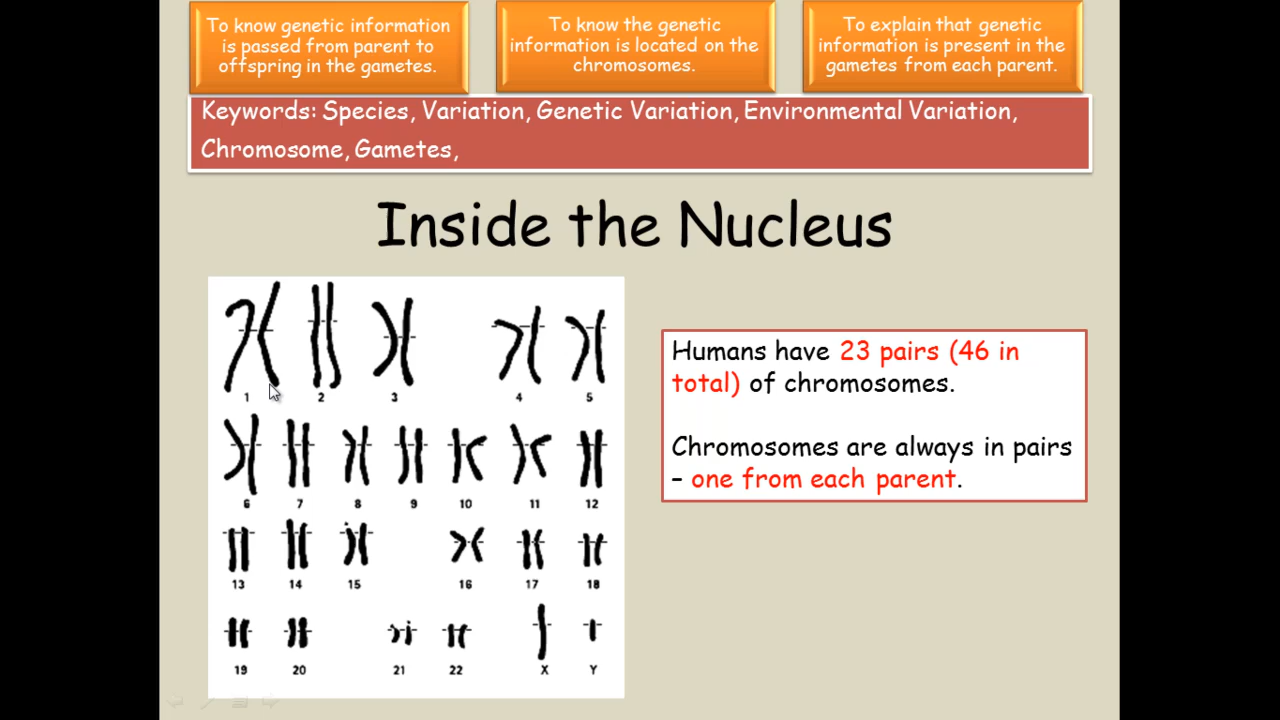 To know genetic information
is passed from parent to
offspring in the gametes.
To know the genetic
information is located on the
chromosomes.
To explain that genetic
information is present in the
gametes from each parent.
Keywords: Species, Variation, Genetic Variation, Environmental Variation,
Chromosome, Gametes,
Inside the Nucleus
1 2 3 4 5
6 7 8 9 10 11 12
13 14 15 16 17 18
19 20 21 22 X Y
Humans have 23 pairs (46 in
total) of chromosomes.
Chromosomes are always in pairs
– one from each parent.